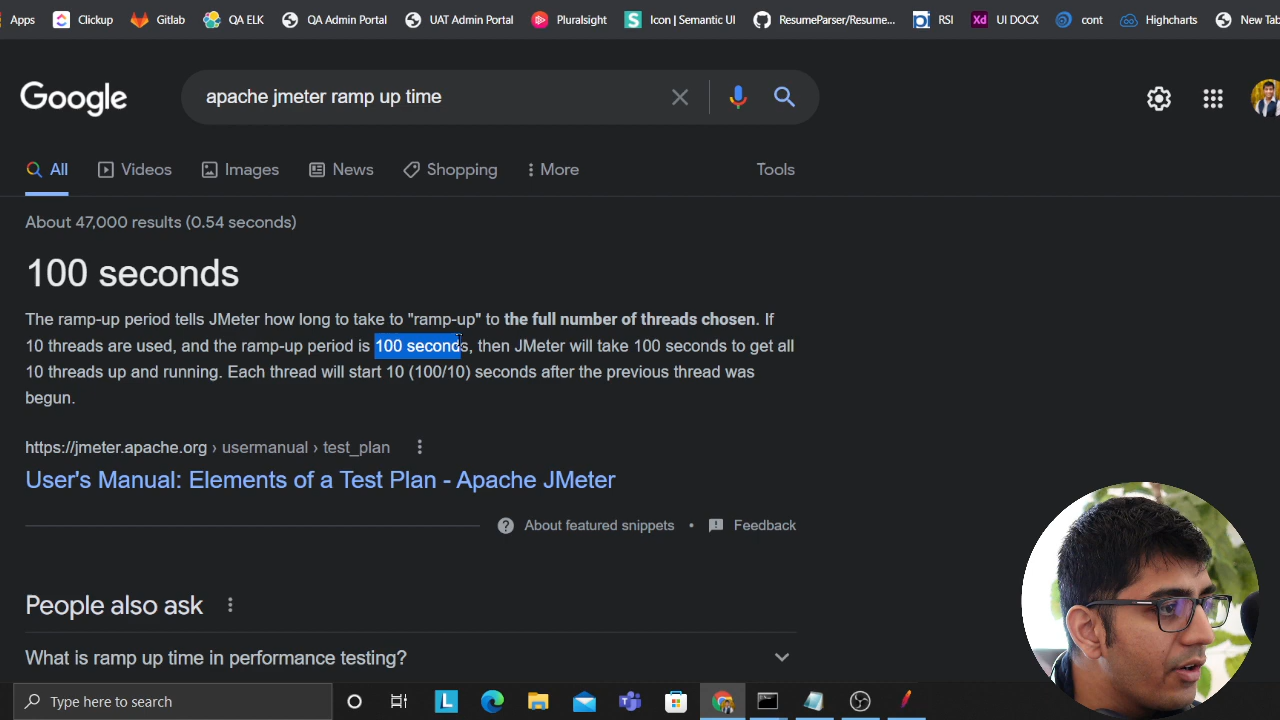 Apps Clickup Gitlab QA ELK QA Admin Portal UAT Admin Portal Pluralsight Icon | Semantic UI ResumeParser/Resume... RSI Xd UI DOCX cont Highcharts New Tab
Google apache jmeter ramp up time
All Videos Images News Shopping More Tools
About 47,000 results (0.54 seconds)
100 seconds
The ramp-up period tells JMeter how long to take to "ramp-up" to the full number of threads chosen. If
10 threads are used, and the ramp-up period is 100 seconds, then JMeter will take 100 seconds to get all
10 threads up and running. Each thread will start 10 (100/10) seconds after the previous thread was
begun.
https://jmeter.apache.org › usermanual › test_plan
User's Manual: Elements of a Test Plan - Apache JMeter
About featured snippets • Feedback
People also ask
What is ramp up time in performance testing?
Type here to search L